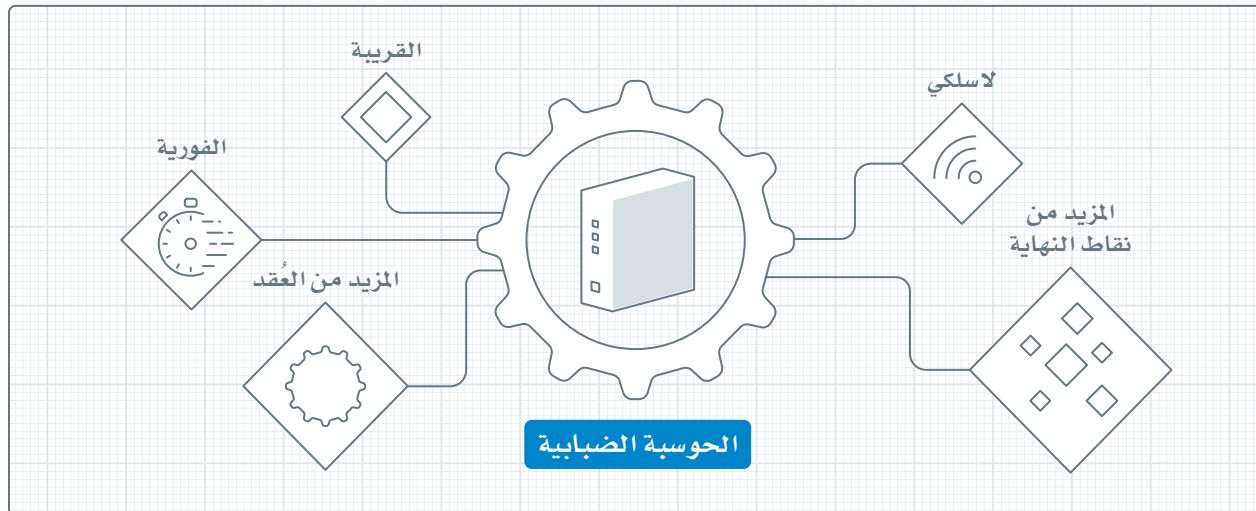 القريبة
لاسلكي
الفورية
المزيد من
نقاط النهاية
المزيد من العُقد
الحوسبة الضبابية